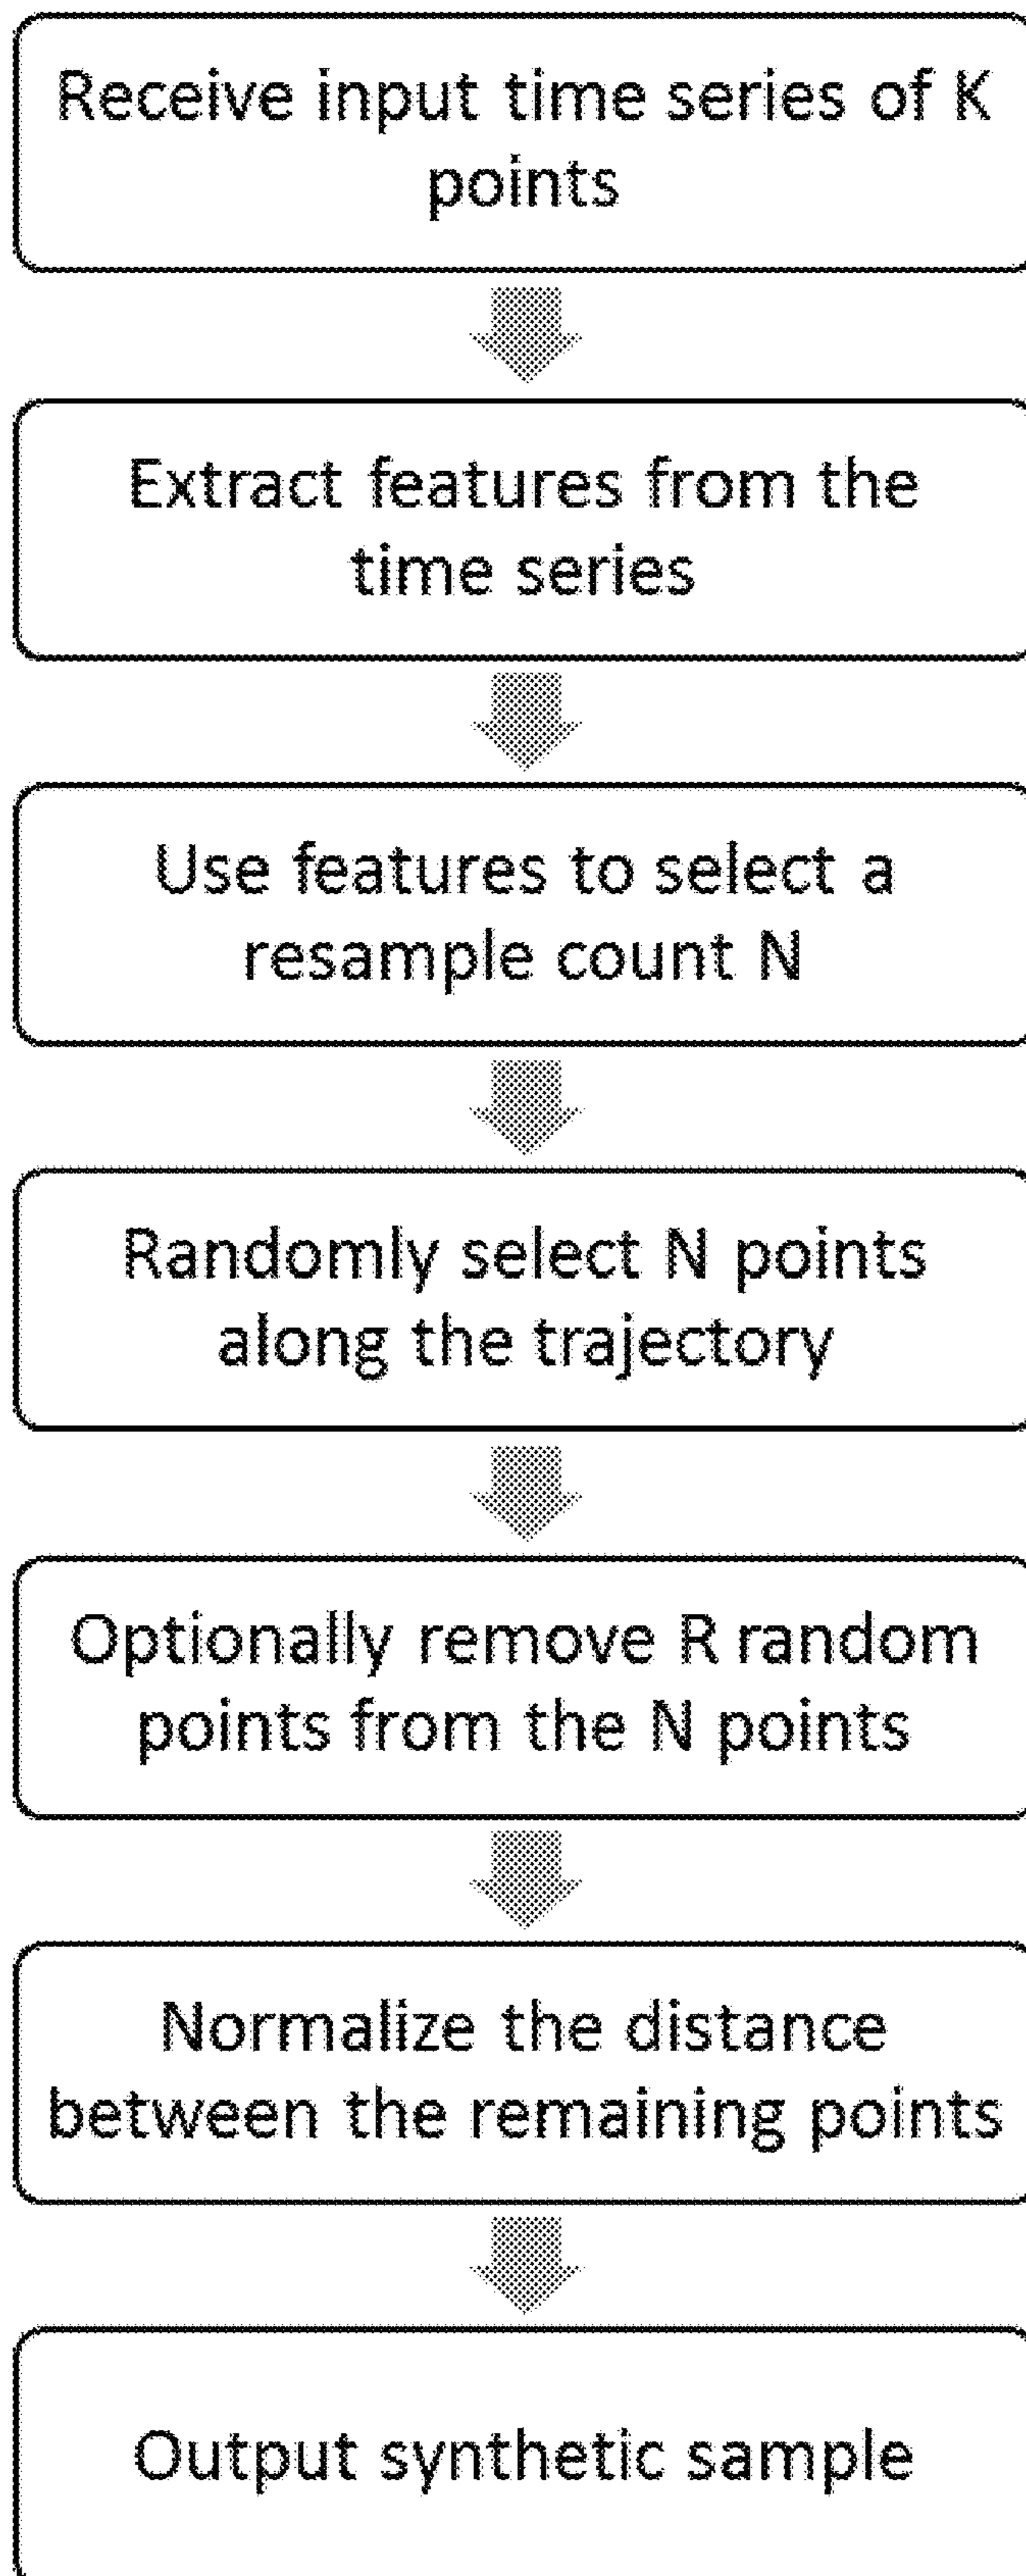 Receive input time series of K
points
Extract features from the
time series
Use features to select a
resample count N
Randomly select N points
along the trajectory
Optionally remove R random
points from the N points
Normalize the distance
between the remaining points
Output synthetic sample